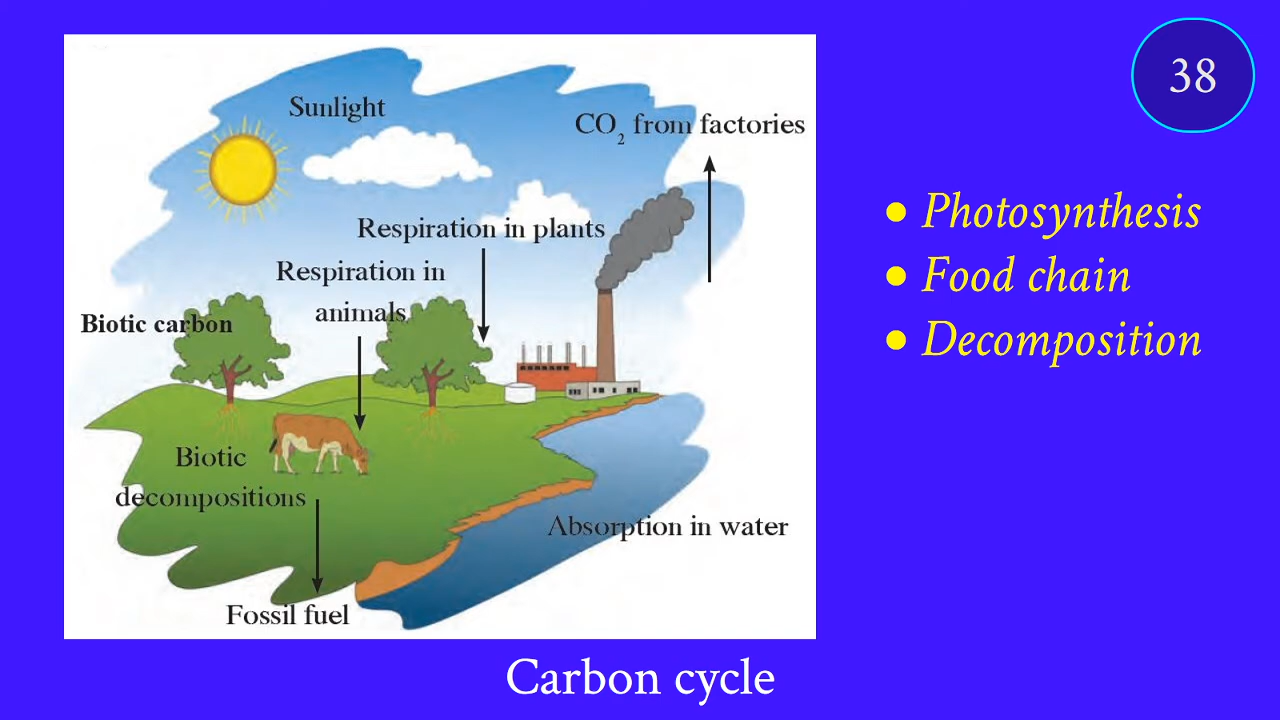 38
Sunlight
CO₂ from factories
Respiration in plants
Respiration in
animals
Biotic carbon
Biotic
decompositions
Absorption in water
Fossil fuel
• Photosynthesis
• Food chain
• Decomposition
Carbon cycle